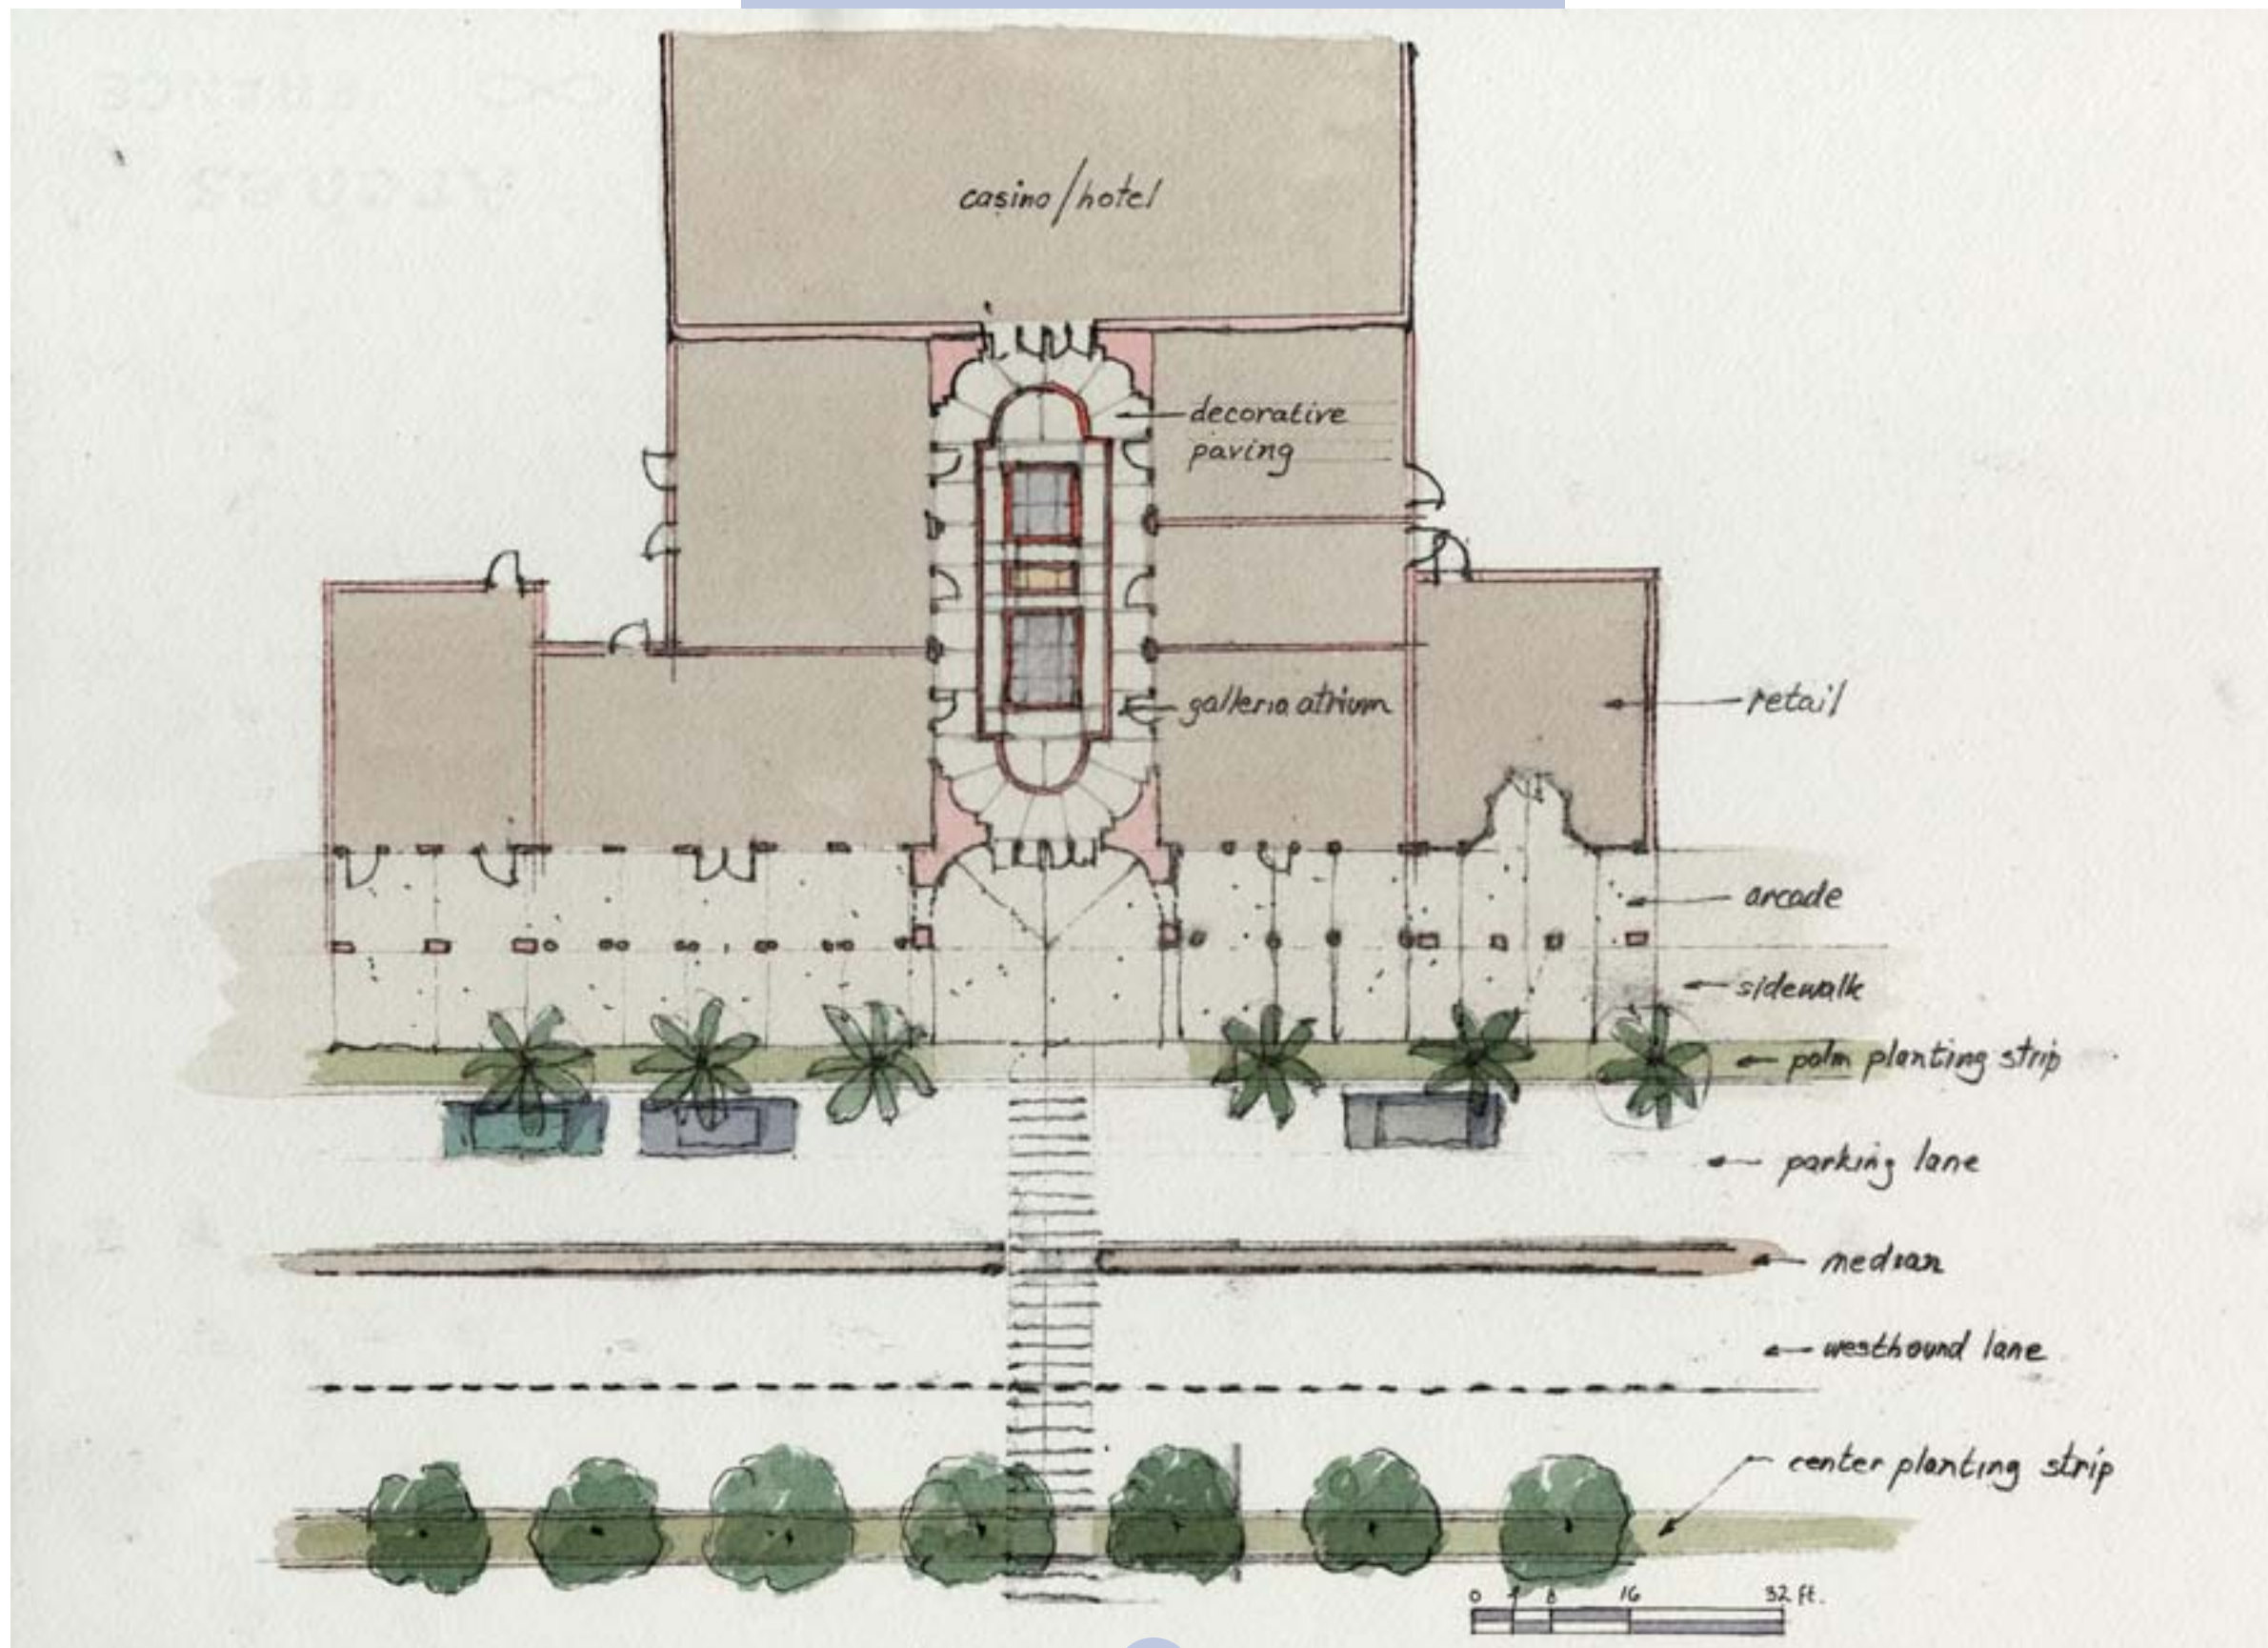 casino/hotel
decorative
paving
galleria atrium
retail
arcade
sidewalk
palm planting strip
parking lane
median
westbound lane
center planting strip
0 4 8 16 32 ft.